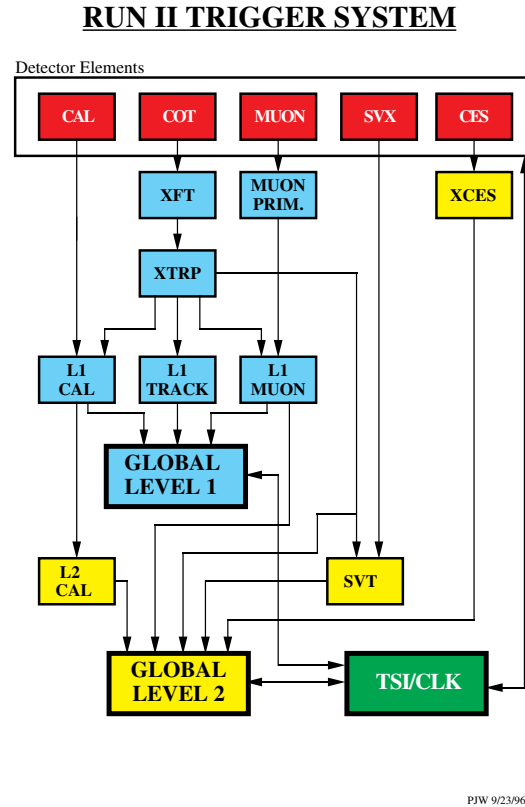 RUN II TRIGGER SYSTEM
Detector Elements
CAL
COT
MUON
SVX
CES
XFT
MUON
PRIM.
XCES
XTRP
L1
CAL
L1
TRACK
L1
MUON
GLOBAL
LEVEL 1
L2
CAL
SVT
GLOBAL
LEVEL 2
TSI/CLK
PJW 9/23/96